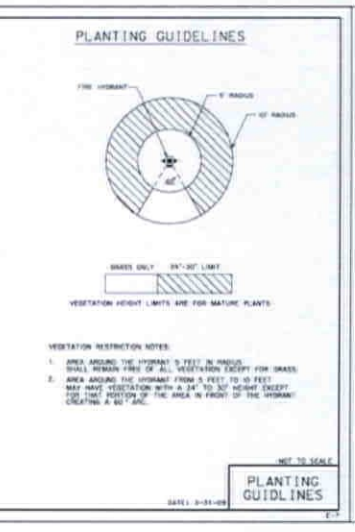 PLANTING GUIDELINES
FIRE HYDRANT
5' RADIUS
10' RADIUS
60°
GRASS ONLY 24"-30" LIMIT
VEGETATION HEIGHT LIMITS ARE FOR MATURE PLANTS
VEGETATION RESTRICTION NOTES:
1. AREA AROUND THE HYDRANT 5 FEET IN RADIUS
SHALL REMAIN FREE OF ALL VEGETATION EXCEPT FOR GRASS.
2. AREA AROUND THE HYDRANT FROM 5 FEET TO 10 FEET
MAY HAVE VEGETATION WITH A 24" TO 30" HEIGHT EXCEPT
FOR THAT PORTION OF THE AREA IN FRONT OF THE HYDRANT
CREATING A 60° ARC.
NOT TO SCALE
PLANTING
GUIDLINES
DATE:
E-7